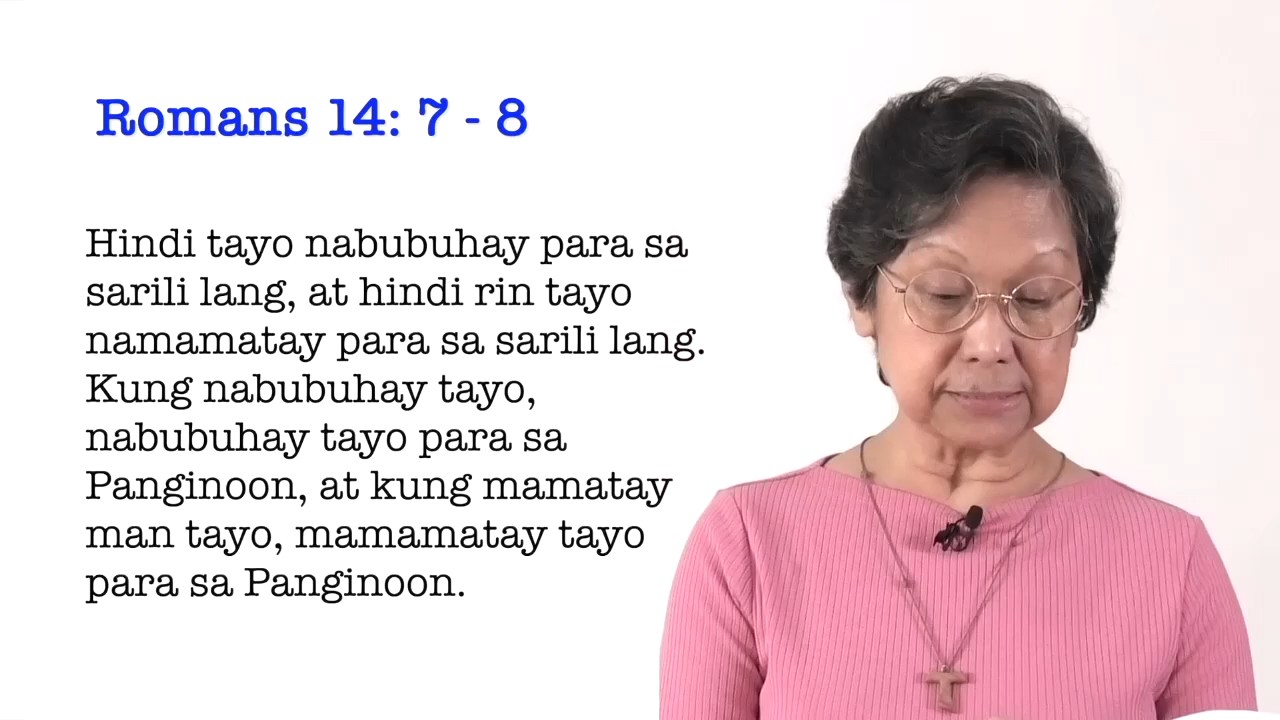 Romans 14: 7 - 8
Hindi tayo nabubuhay para sa
sarili lang, at hindi rin tayo
namamatay para sa sarili lang.
Kung nabubuhay tayo,
nabubuhay tayo para sa
Panginoon, at kung mamatay
man tayo, mamamatay tayo
para sa Panginoon.